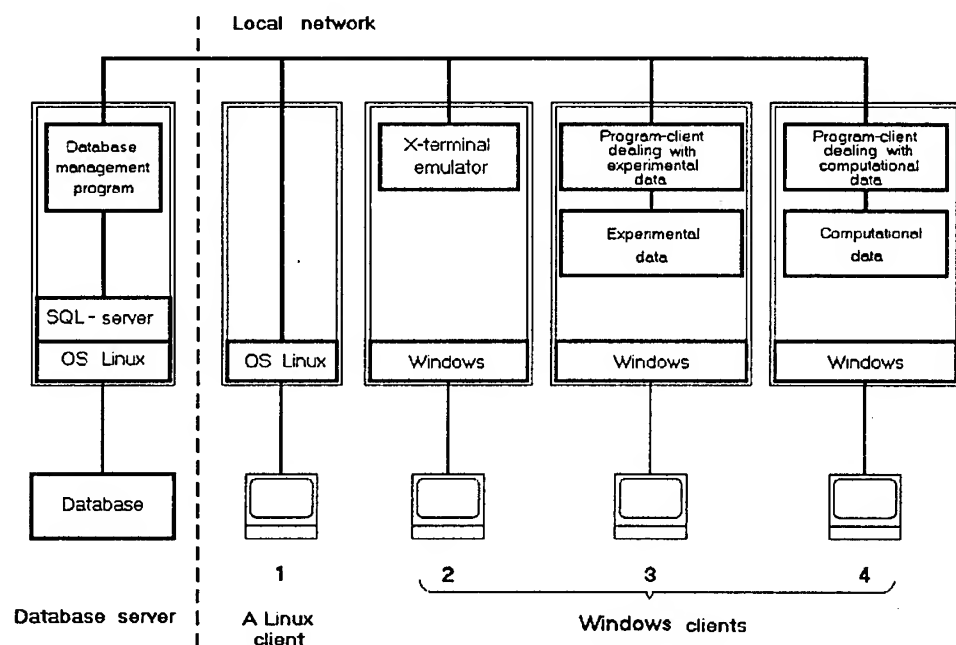 Local network
Database
management
program
SQL - server
OS Linux
Database
Database server
OS Linux
1
A Linux
client
X-terminal
emulator
Windows
2
Program-client
dealing with
experimental
data
Experimental
data
Windows
3
Program-client
dealing with
computational
data
Computational
data
Windows
4
Windows clients